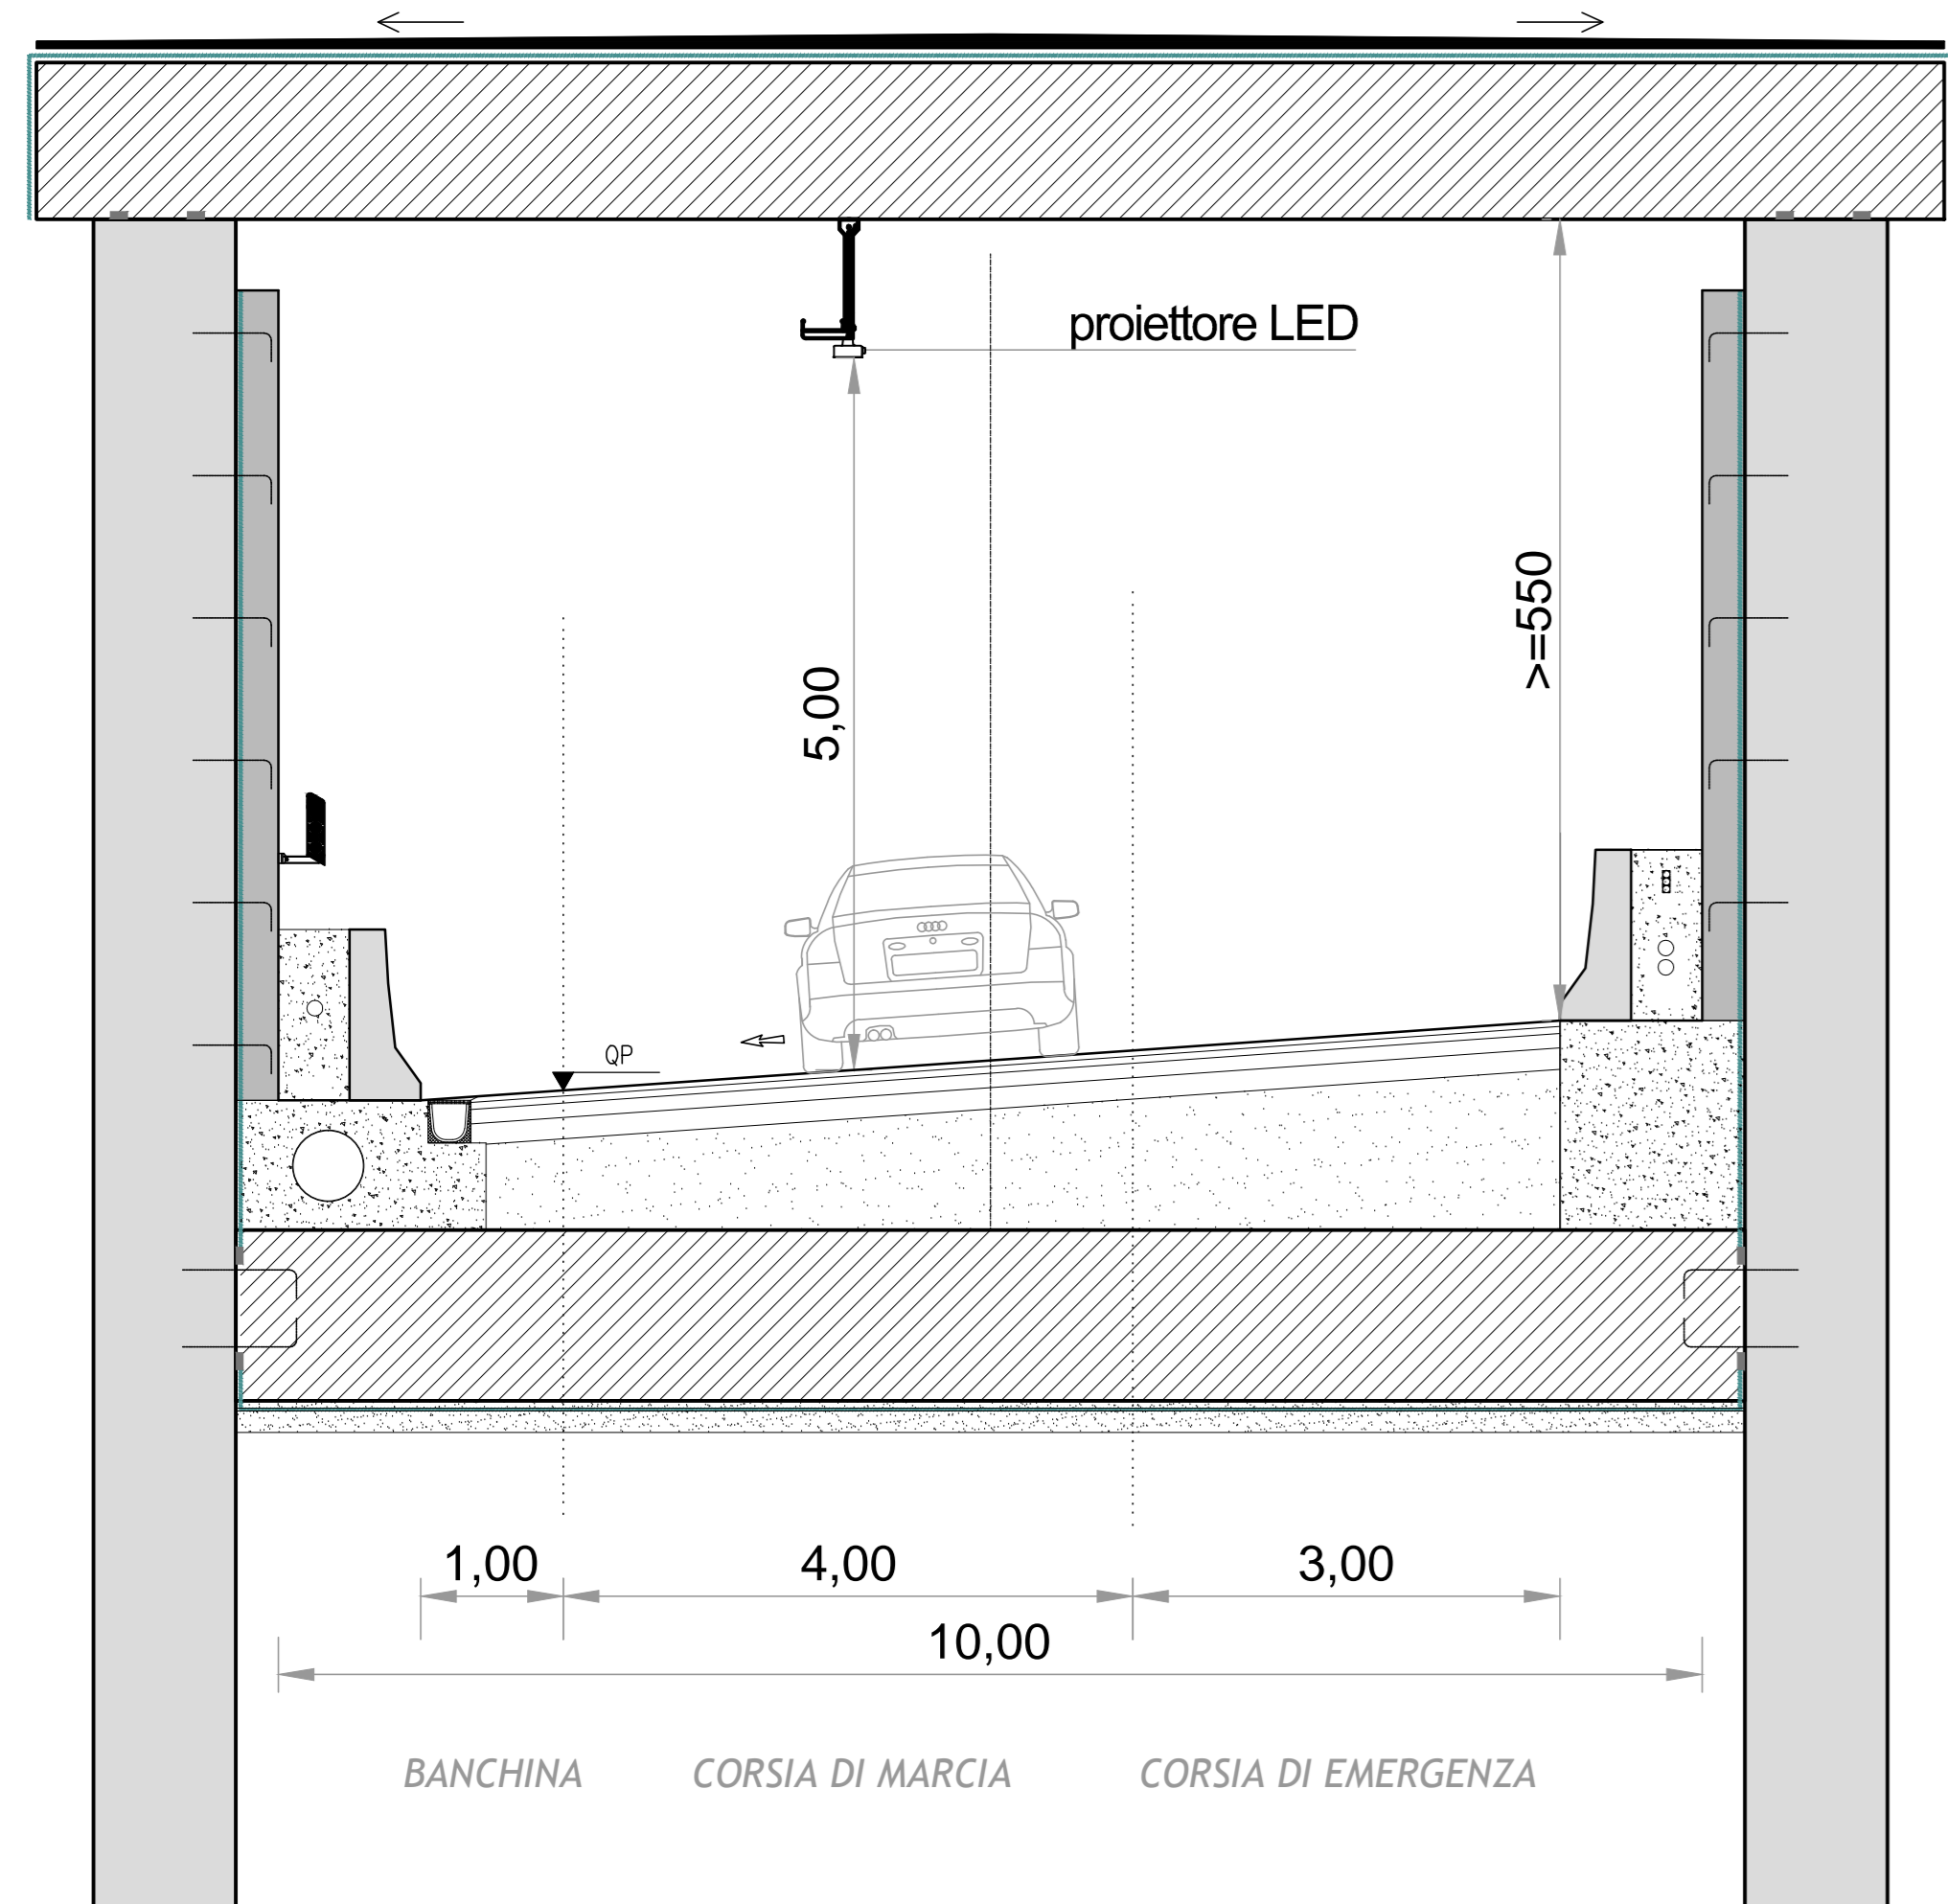 proiettore LED
>=550
5,00
QP
1,00 4,00 3,00
10,00
BANCHINA CORSIA DI MARCIA CORSIA DI EMERGENZA